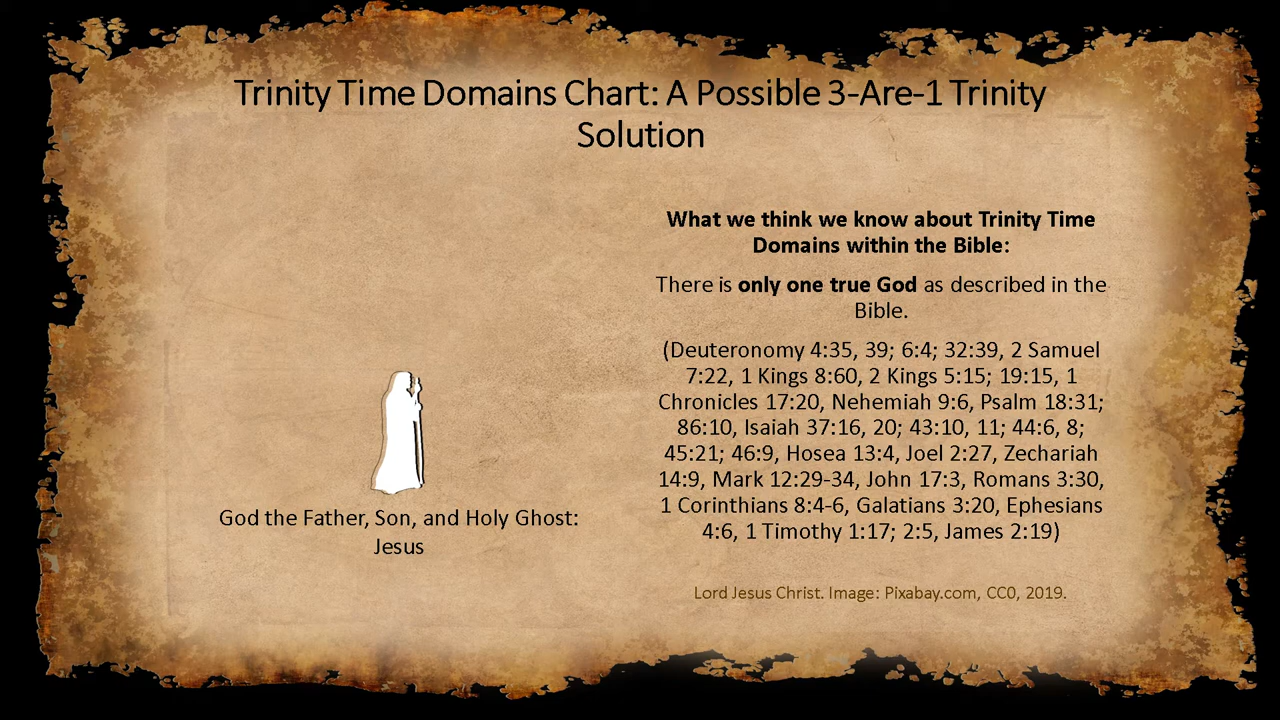 Trinity Time Domains Chart: A Possible 3-Are-1 Trinity
Solution
What we think we know about Trinity Time
Domains within the Bible:
There is only one true God as described in the
Bible.
(Deuteronomy 4:35, 39; 6:4; 32:39, 2 Samuel
7:22, 1 Kings 8:60, 2 Kings 5:15; 19:15, 1
Chronicles 17:20, Nehemiah 9:6, Psalm 18:31;
86:10, Isaiah 37:16, 20; 43:10, 11; 44:6, 8;
45:21; 46:9, Hosea 13:4, Joel 2:27, Zechariah
14:9, Mark 12:29-34, John 17:3, Romans 3:30,
1 Corinthians 8:4-6, Galatians 3:20, Ephesians
4:6, 1 Timothy 1:17; 2:5, James 2:19)
God the Father, Son, and Holy Ghost:
Jesus
Lord Jesus Christ. Image: Pixabay.com, CC0, 2019.